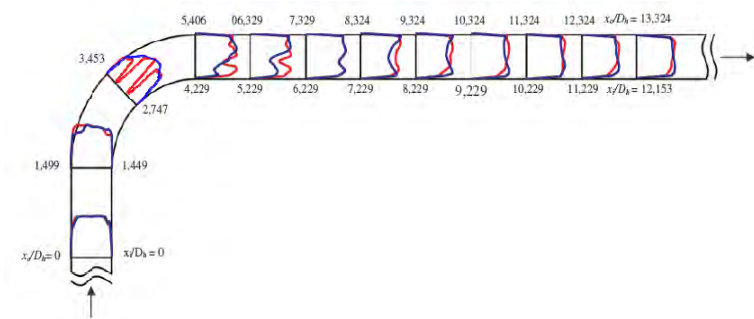 5,406 06,329 7,329 8,324 9,324 10,324 11,324 12,324 xₒ/Dₕ = 13,324
3,453
2,747
4,229 5,229 6,229 7,229 8,229 9,229 10,229 11,229 xᵢ/Dₕ = 12,153
1,499 1,449
xₒ/Dₕ= 0 xᵢ/Dₕ = 0